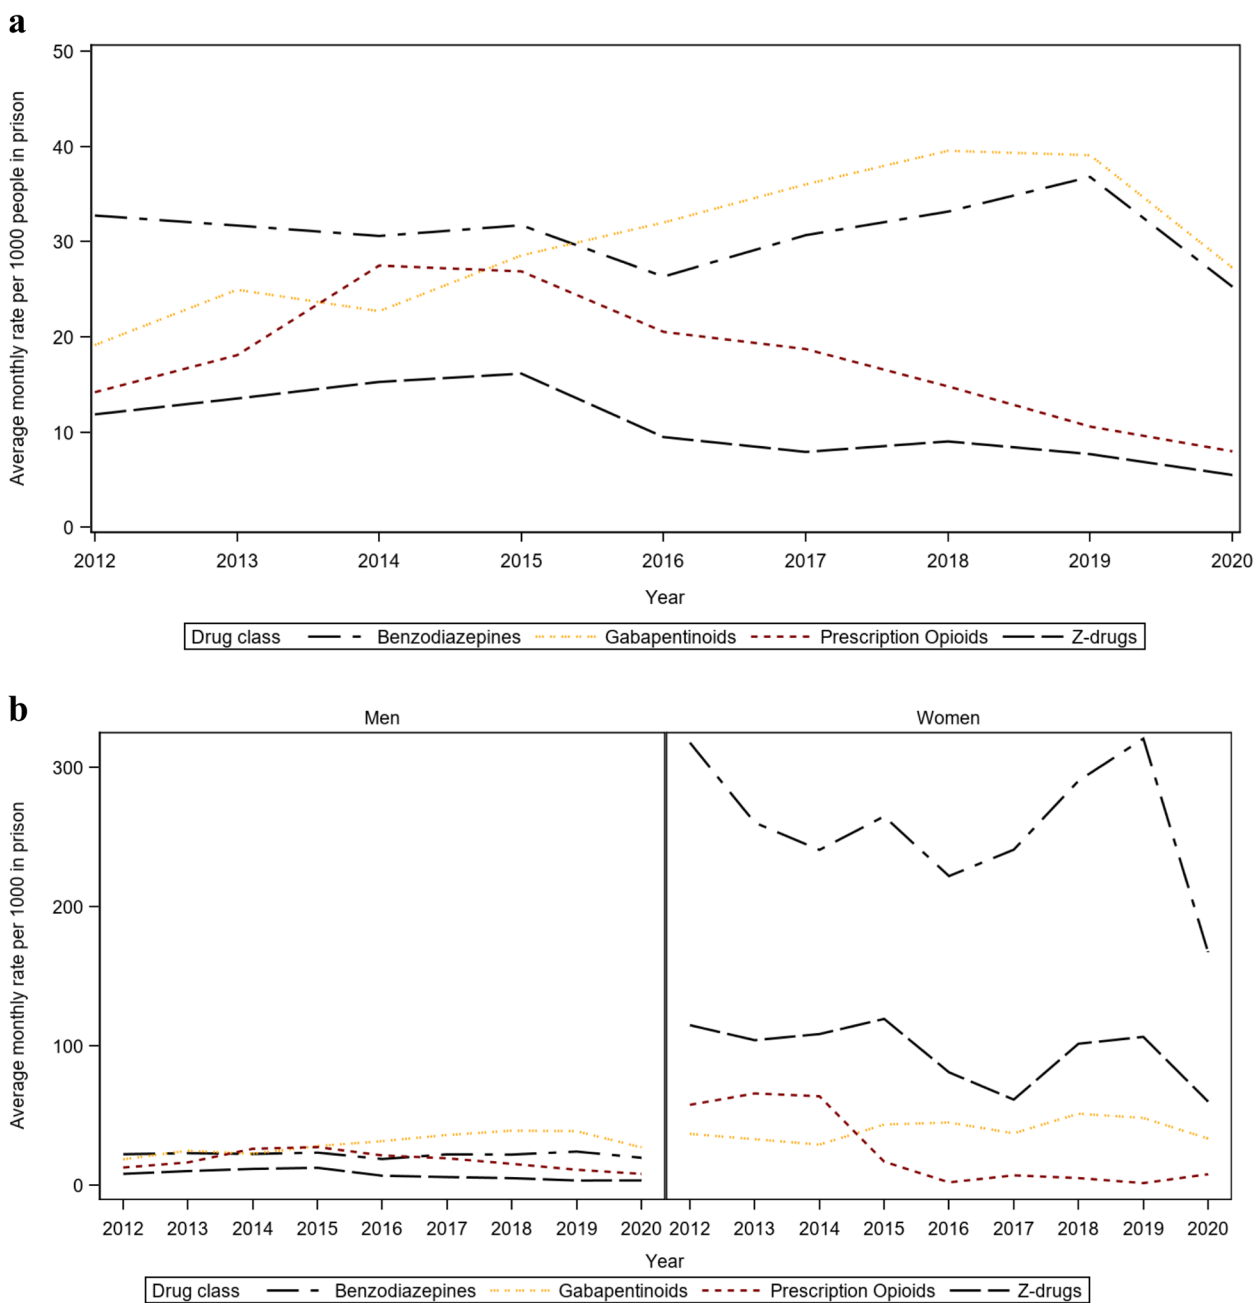 a
Average monthly rate per 1000 people in prison
50
40
30
20
10
0
2012 2013 2014 2015 2016 2017 2018 2019 2020
Year
Drug class Benzodiazepines Gabapentinoids Prescription Opioids Z-drugs
b
Men Women
Average monthly rate per 1000 in prison
300
200
100
0
2012 2013 2014 2015 2016 2017 2018 2019 2020 2012 2013 2014 2015 2016 2017 2018 2019 2020
Year
Drug class Benzodiazepines Gabapentinoids Prescription Opioids Z-drugs